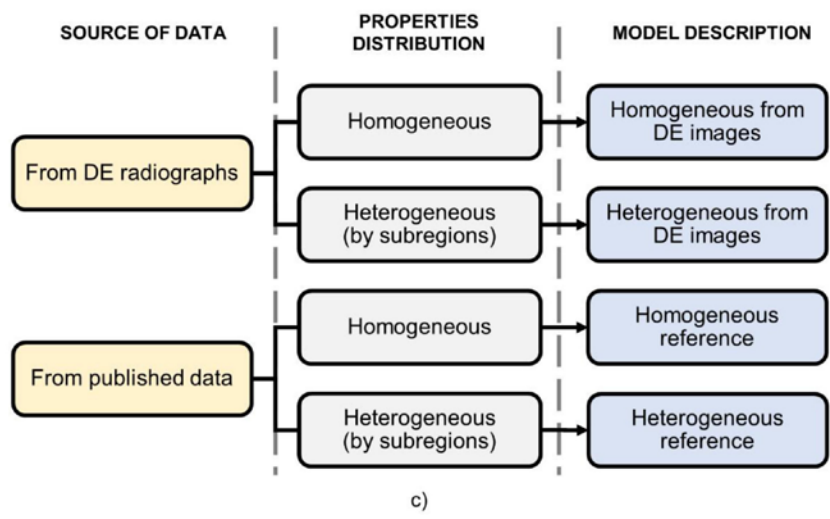 SOURCE OF DATA
PROPERTIES
DISTRIBUTION
MODEL DESCRIPTION
From DE radiographs
Homogeneous
Homogeneous from
DE images
Heterogeneous
(by subregions)
Heterogeneous from
DE images
From published data
Homogeneous
Homogeneous
reference
Heterogeneous
(by subregions)
Heterogeneous
reference
c)